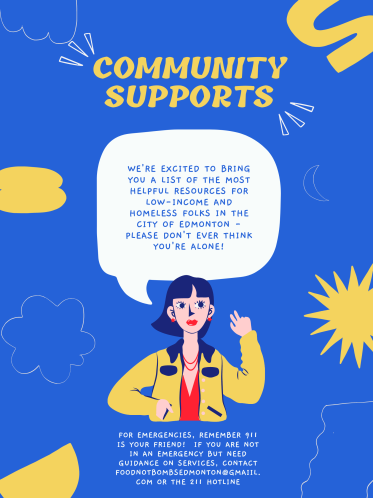 COMMUNITY
SUPPORTS
WE'RE EXCITED TO BRING
YOU A LIST OF THE MOST
HELPFUL RESOURCES FOR
LOW-INCOME AND
HOMELESS FOLKS IN THE
CITY OF EDMONTON -
PLEASE DON'T EVER THINK
YOU'RE ALONE!
FOR EMERGENCIES, REMEMBER 911
IS YOUR FRIEND! IF YOU ARE NOT
IN AN EMERGENCY BUT NEED
GUIDANCE ON SERVICES, CONTACT
FOODNOTBOMBSEDMONTON@GMAIL.
COM OR THE 211 HOTLINE